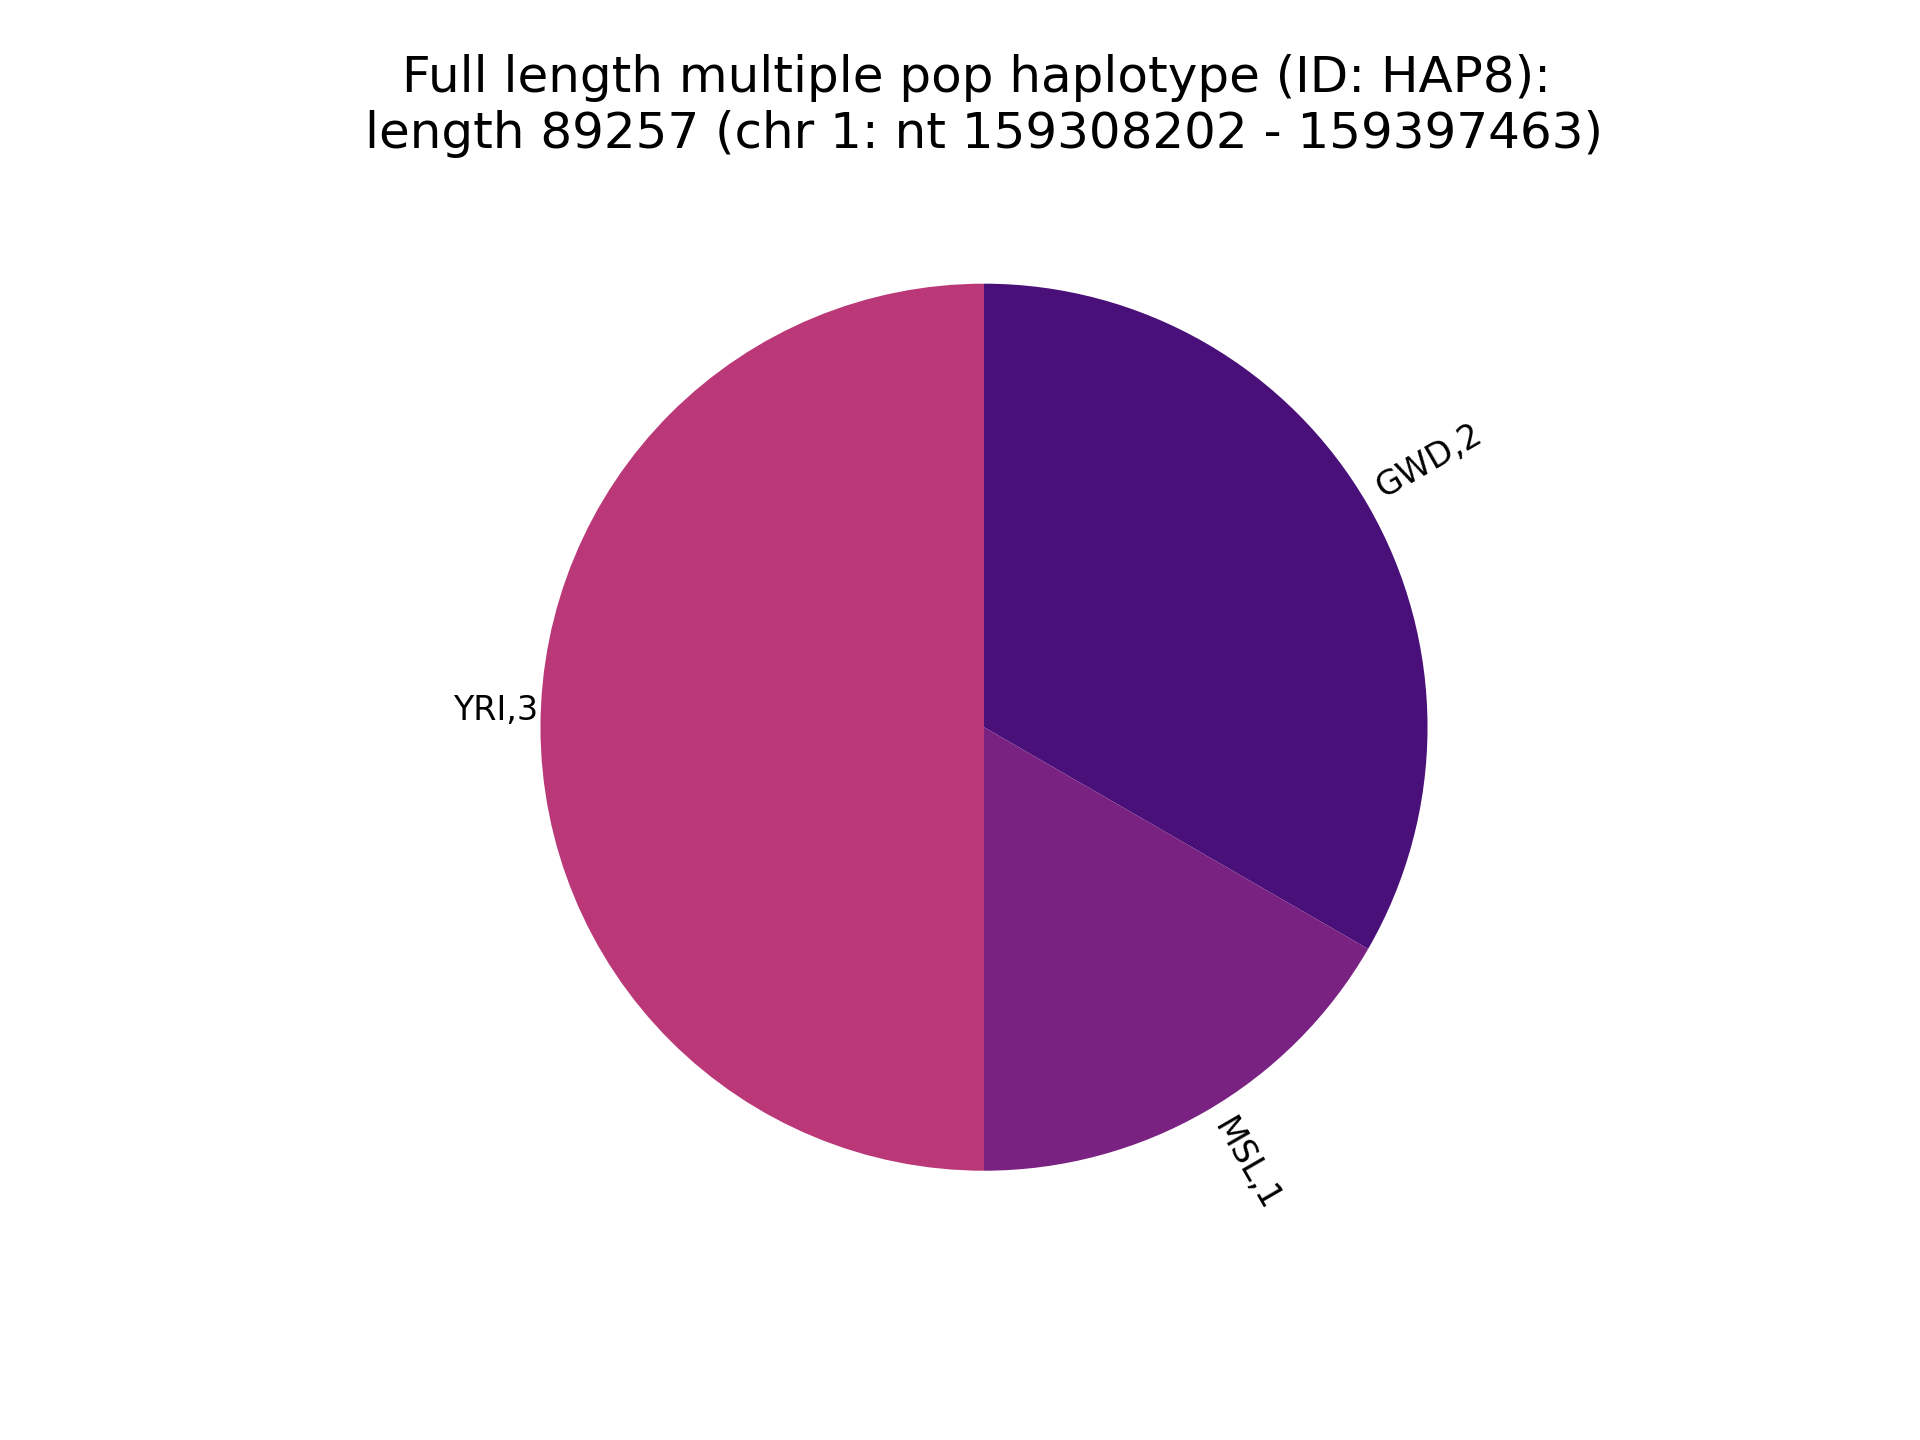 Full length multiple pop haplotype (ID: HAP8):
length 89257 (chr 1: nt 159308202 - 159397463)
GWD,2
YRI,3
MSL,1